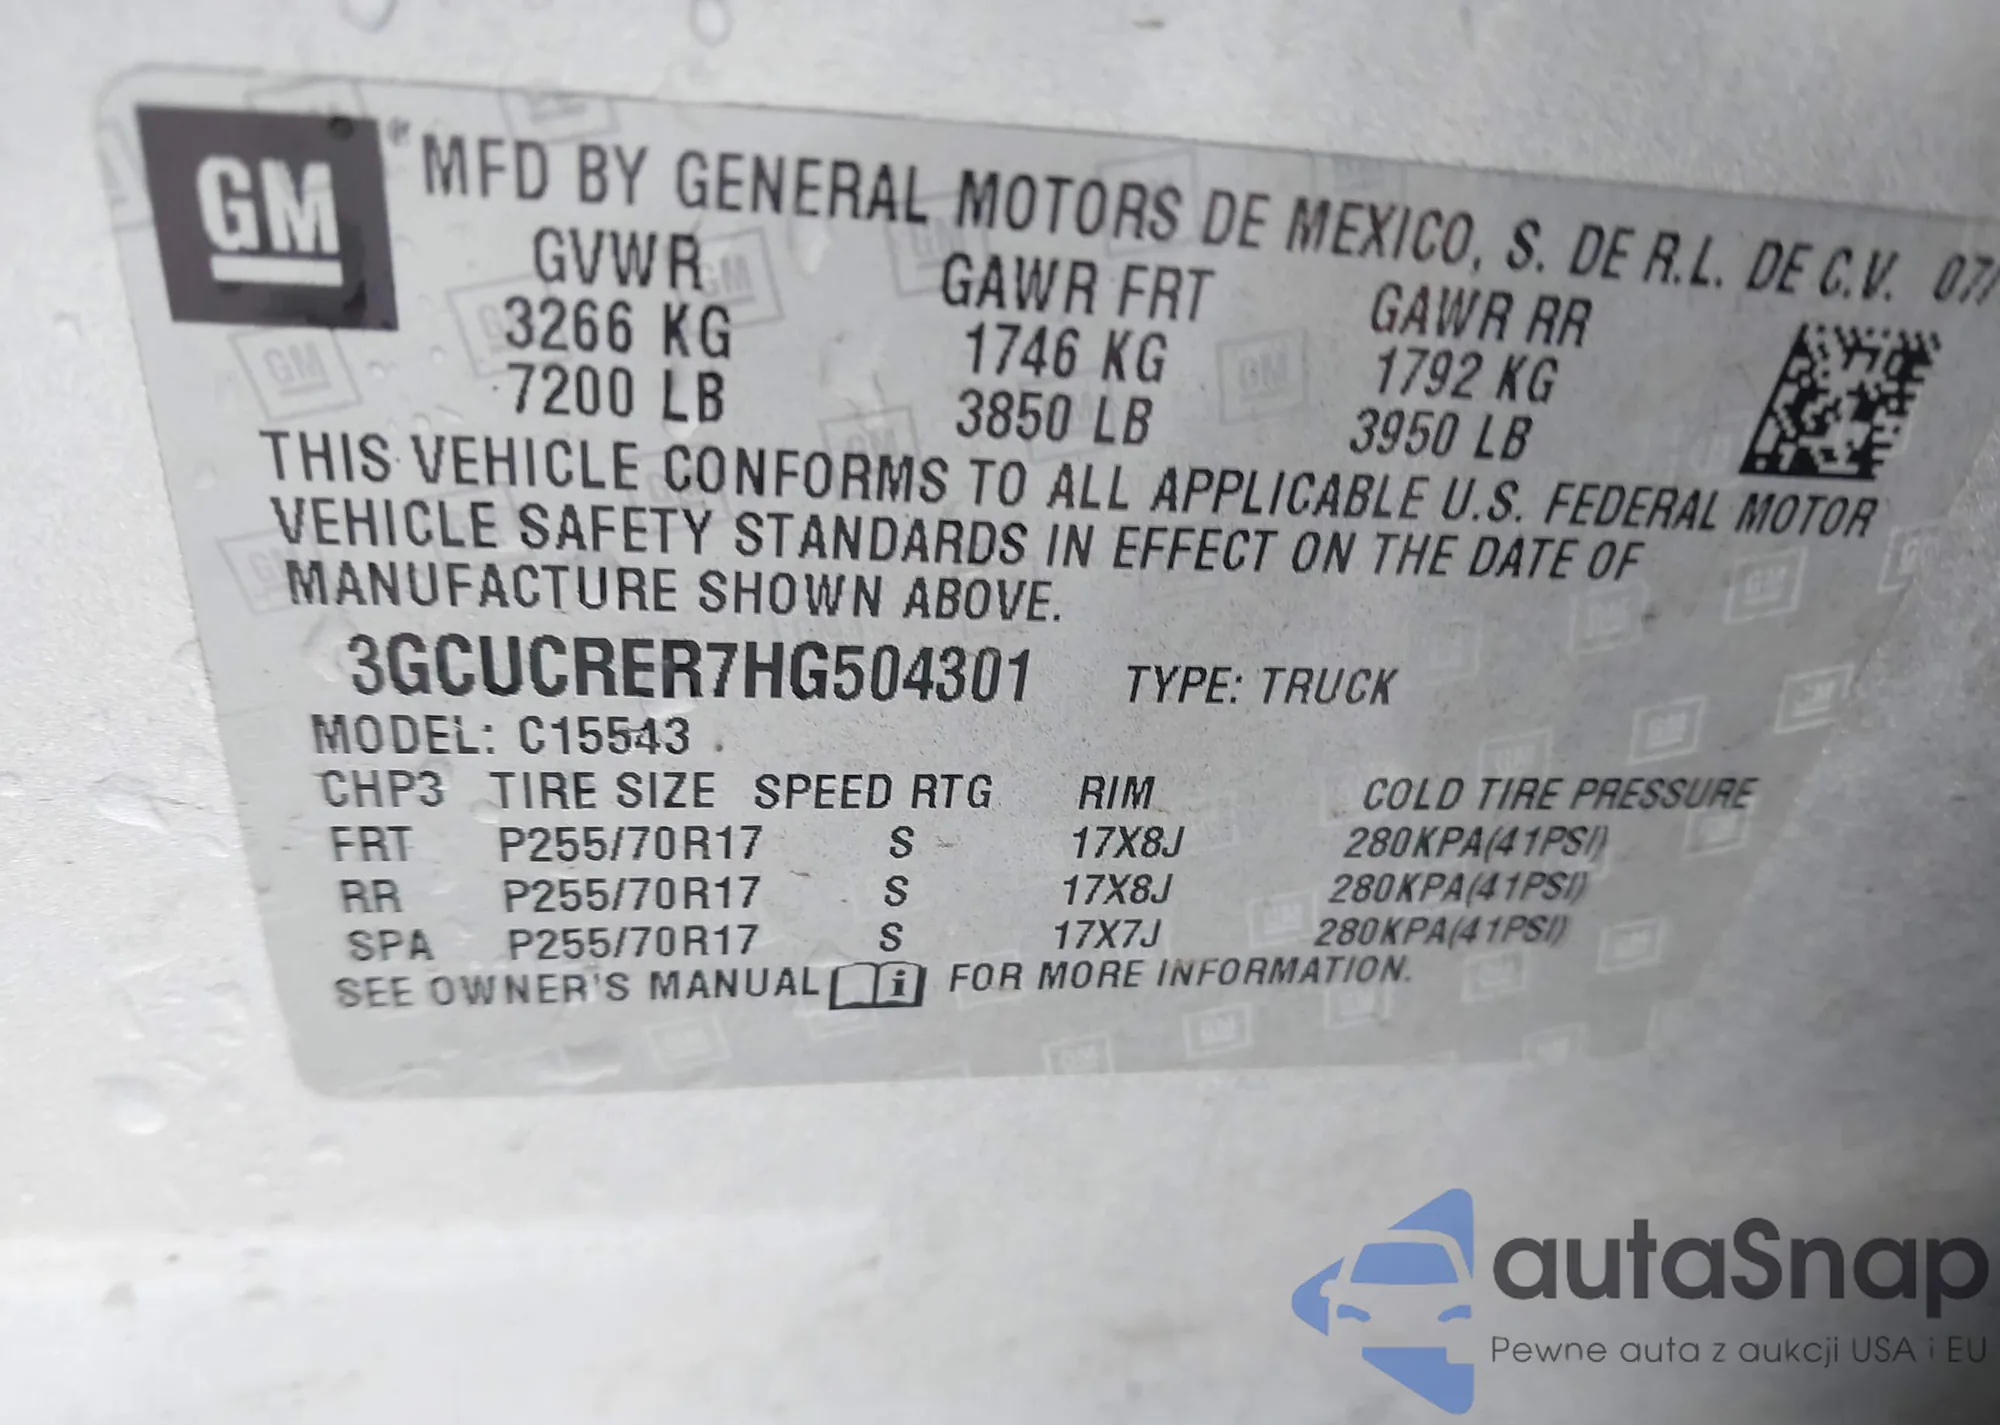 GM
MFD BY GENERAL MOTORS DE MEXICO, S. DE R.L. DE C.V. 07/
GVWR GAWR FRT GAWR RR
3266 KG 1746 KG 1792 KG
7200 LB 3850 LB 3950 LB
THIS VEHICLE CONFORMS TO ALL APPLICABLE U.S. FEDERAL MOTOR
VEHICLE SAFETY STANDARDS IN EFFECT ON THE DATE OF
MANUFACTURE SHOWN ABOVE.
3GCUCRER7HG504301 TYPE: TRUCK
MODEL: C15543
CHP3 TIRE SIZE SPEED RTG RIM COLD TIRE PRESSURE
FRT P255/70R17 S 17X8J 280KPA(41PSI)
RR P255/70R17 S 17X8J 280KPA(41PSI)
SPA P255/70R17 S 17X7J 280KPA(41PSI)
SEE OWNER'S MANUAL i FOR MORE INFORMATION.
autaSnap
Pewne auta z aukcji USA i EU